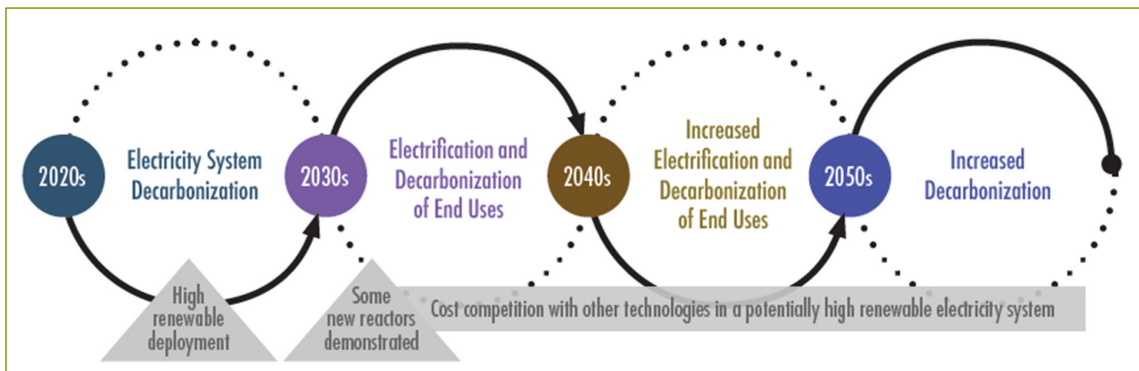 2020s
Electricity System
Decarbonization
2030s
Electrification and
Decarbonization
of End Uses
2040s
Increased
Electrification and
Decarbonization
of End Uses
2050s
Increased
Decarbonization
High
renewable
deployment
Some
new reactors
demonstrated
Cost competition with other technologies in a potentially high renewable electricity system